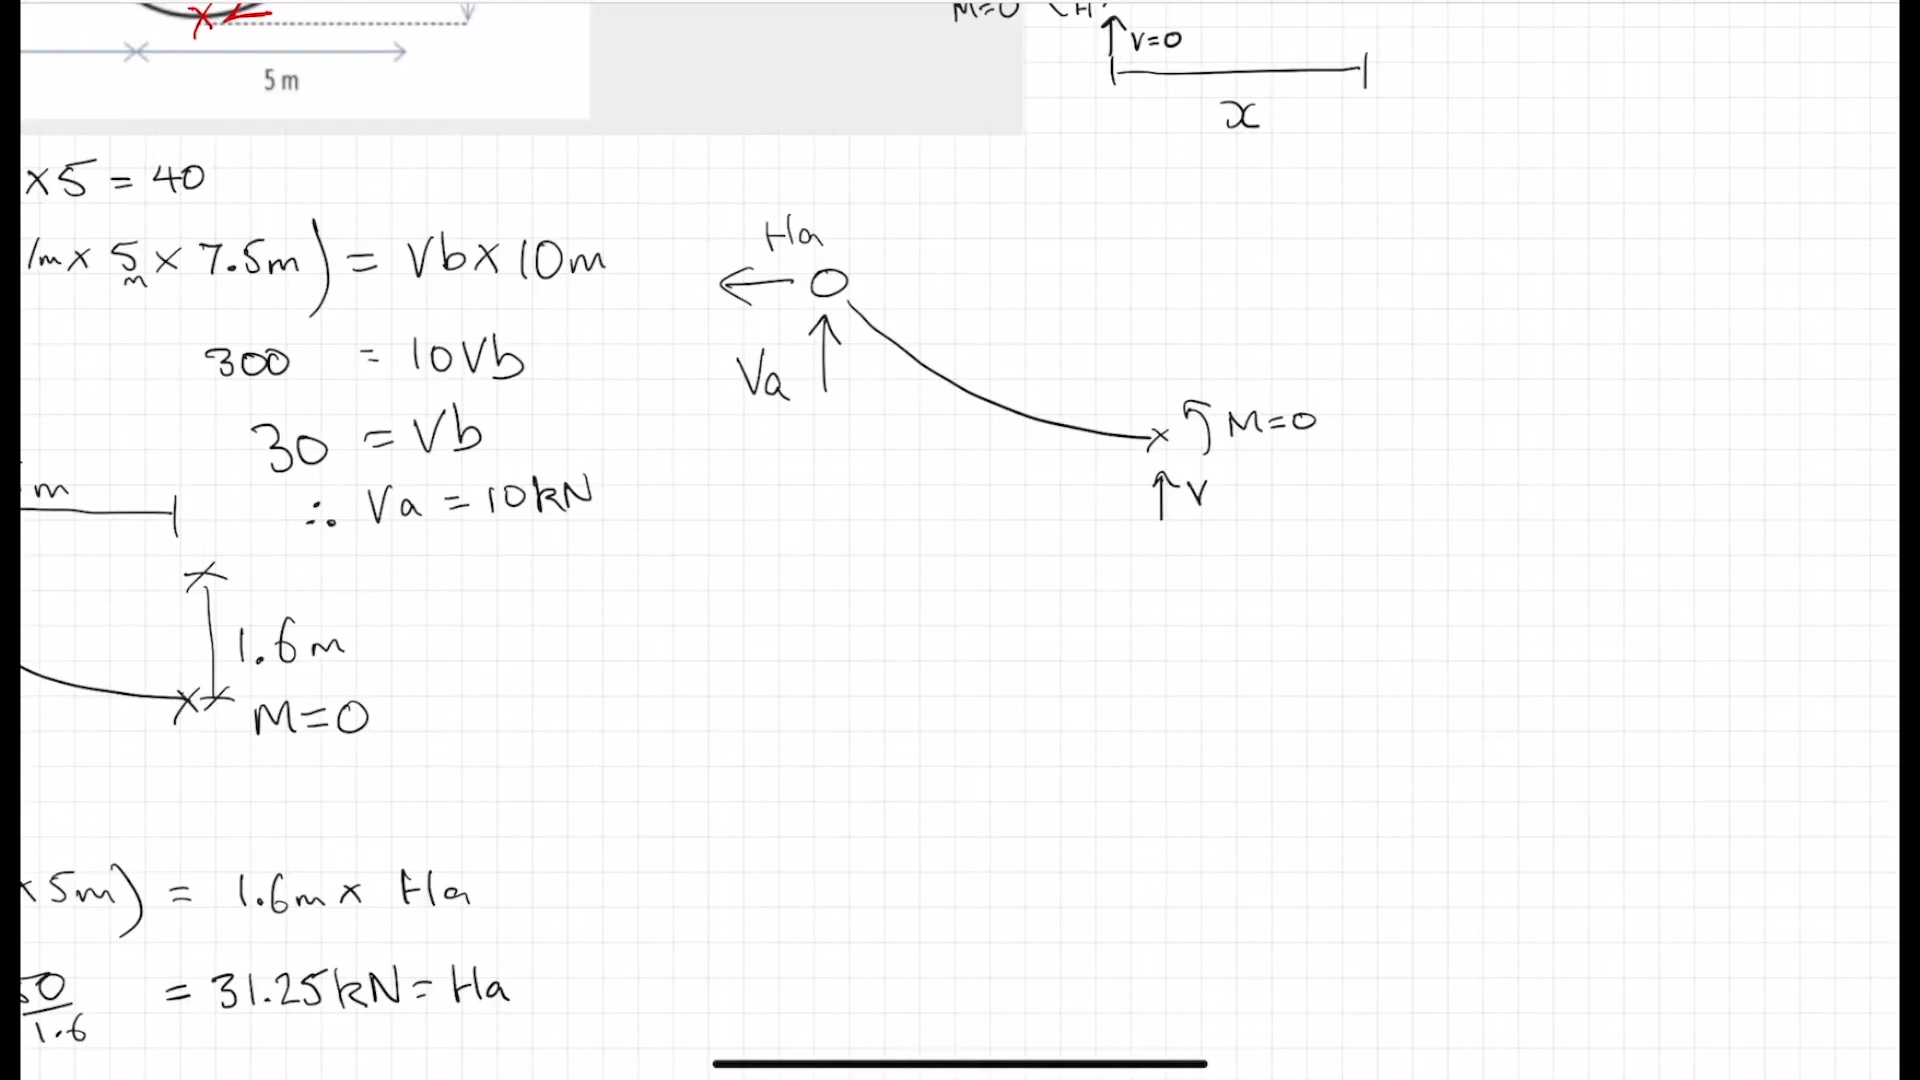 5 m
M=0
V=0
x
x5 = 40
/m x 5m x 7.5m) = Vb x 10m
300 = 10Vb
30 = Vb
∴ Va = 10kN
m
1.6m
M=0
Ha
Va
M=0
V
x5m) = 1.6m x Ha
50/1.6 = 31.25kN = Ha